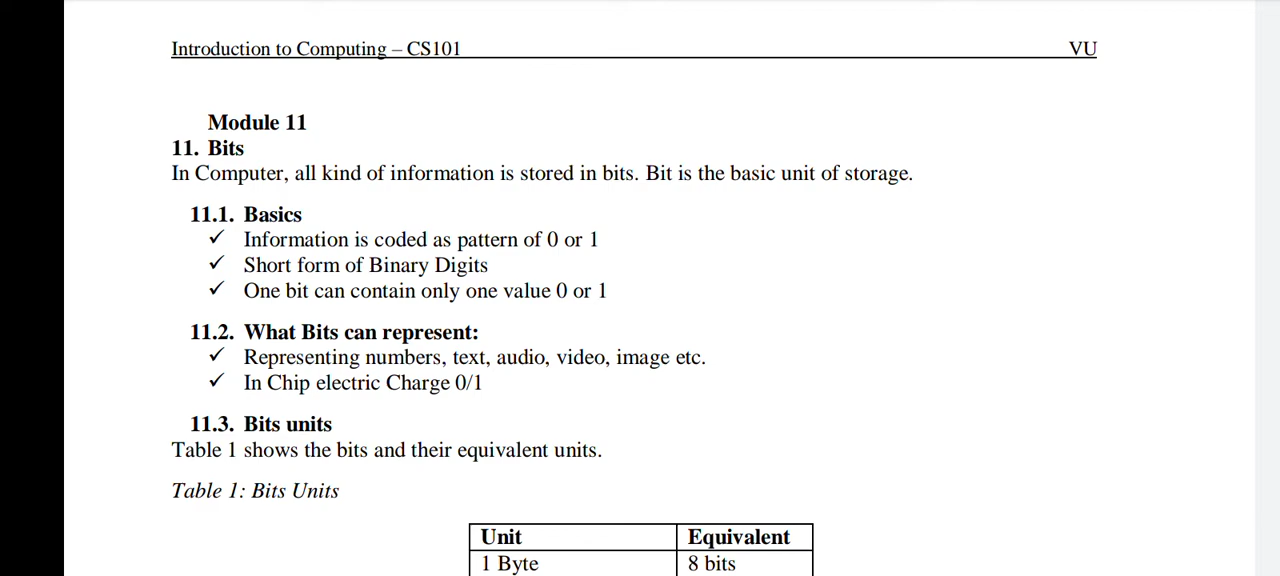 Introduction to Computing – CS101 VU
Module 11
11. Bits
In Computer, all kind of information is stored in bits. Bit is the basic unit of storage.
11.1. Basics
✓ Information is coded as pattern of 0 or 1
✓ Short form of Binary Digits
✓ One bit can contain only one value 0 or 1
11.2. What Bits can represent:
✓ Representing numbers, text, audio, video, image etc.
✓ In Chip electric Charge 0/1
11.3. Bits units
Table 1 shows the bits and their equivalent units.
Table 1: Bits Units
Unit Equivalent
1 Byte 8 bits